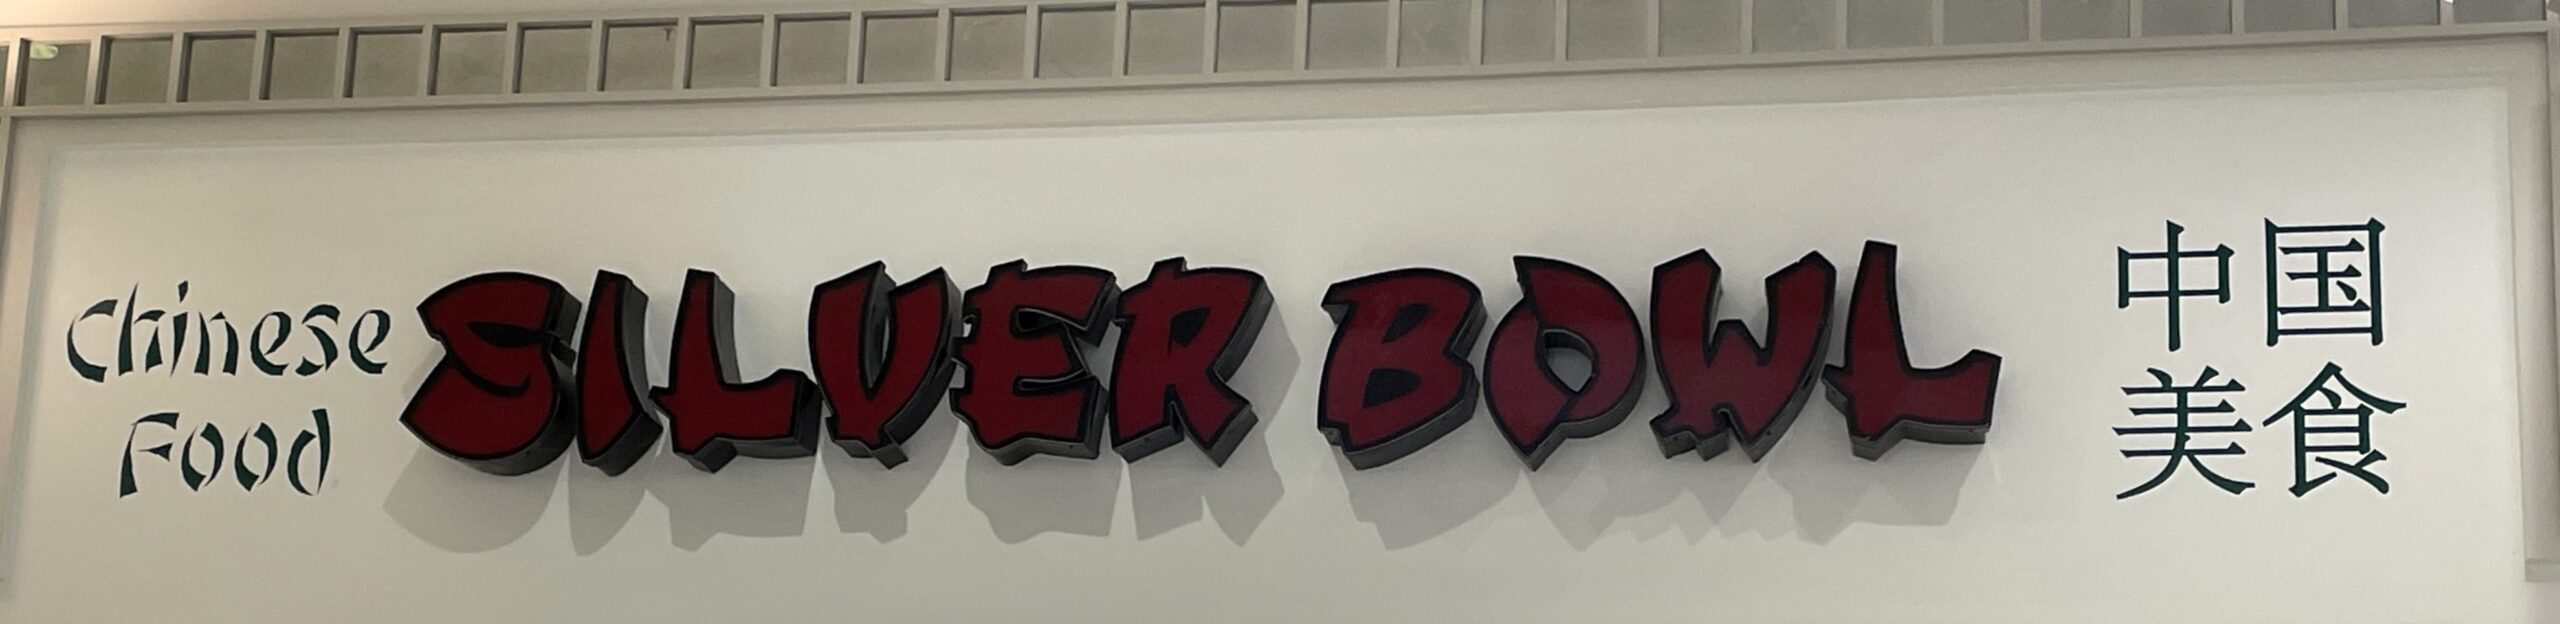 Chinese
Food
SILVER BOWL
中国
美食